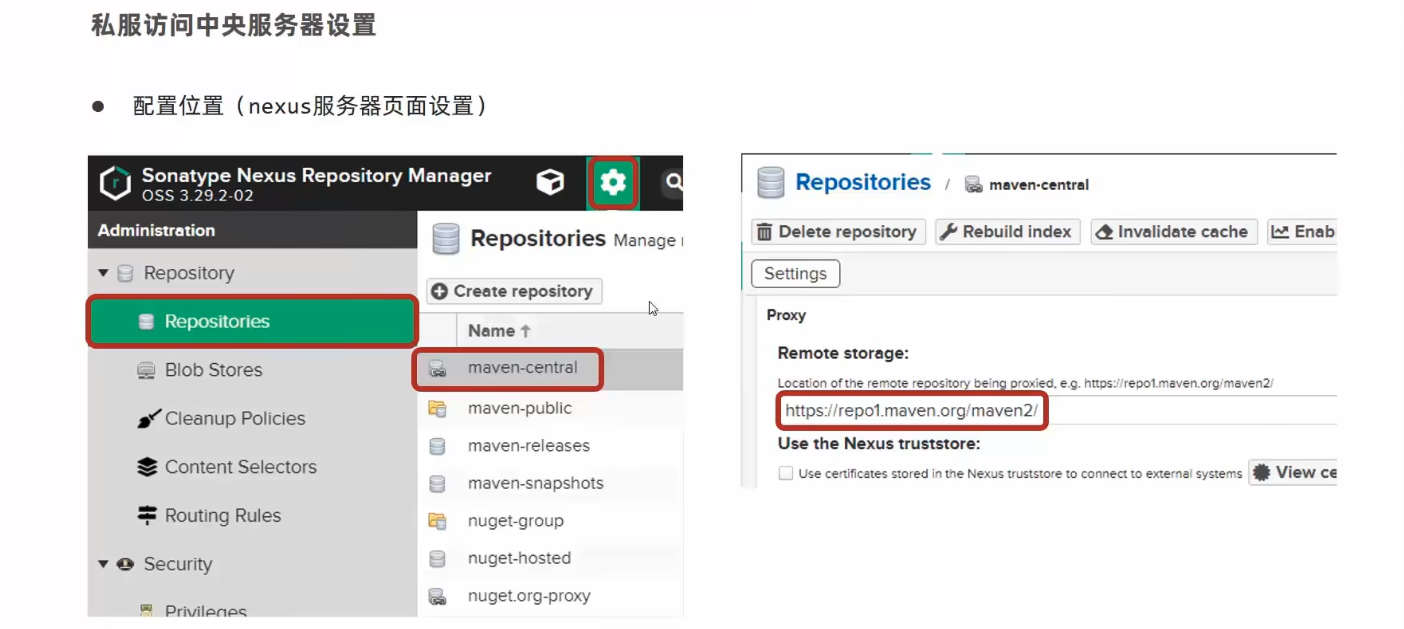 私服访问中央服务器设置
● 配置位置（nexus服务器页面设置）
Sonatype Nexus Repository Manager
OSS 3.29.2-02
Administration
Repository
Repositories
Blob Stores
Cleanup Policies
Content Selectors
Routing Rules
Security
Privileges
Repositories Manage
Create repository
Name
maven-central
maven-public
maven-releases
maven-snapshots
nuget-group
nuget-hosted
nuget.org-proxy
Repositories / maven-central
Delete repository Rebuild index Invalidate cache Enab
Settings
Proxy
Remote storage:
Location of the remote repository being proxied, e.g. https://repo1.maven.org/maven2/
https://repo1.maven.org/maven2/
Use the Nexus truststore:
Use certificates stored in the Nexus truststore to connect to external systems View ce